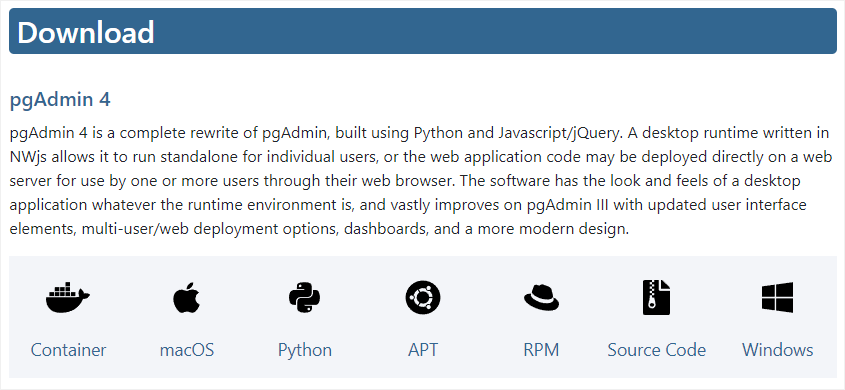 Download
pgAdmin 4
pgAdmin 4 is a complete rewrite of pgAdmin, built using Python and Javascript/jQuery. A desktop runtime written in
NWjs allows it to run standalone for individual users, or the web application code may be deployed directly on a web
server for use by one or more users through their web browser. The software has the look and feels of a desktop
application whatever the runtime environment is, and vastly improves on pgAdmin III with updated user interface
elements, multi-user/web deployment options, dashboards, and a more modern design.
Container macOS Python APT RPM Source Code Windows